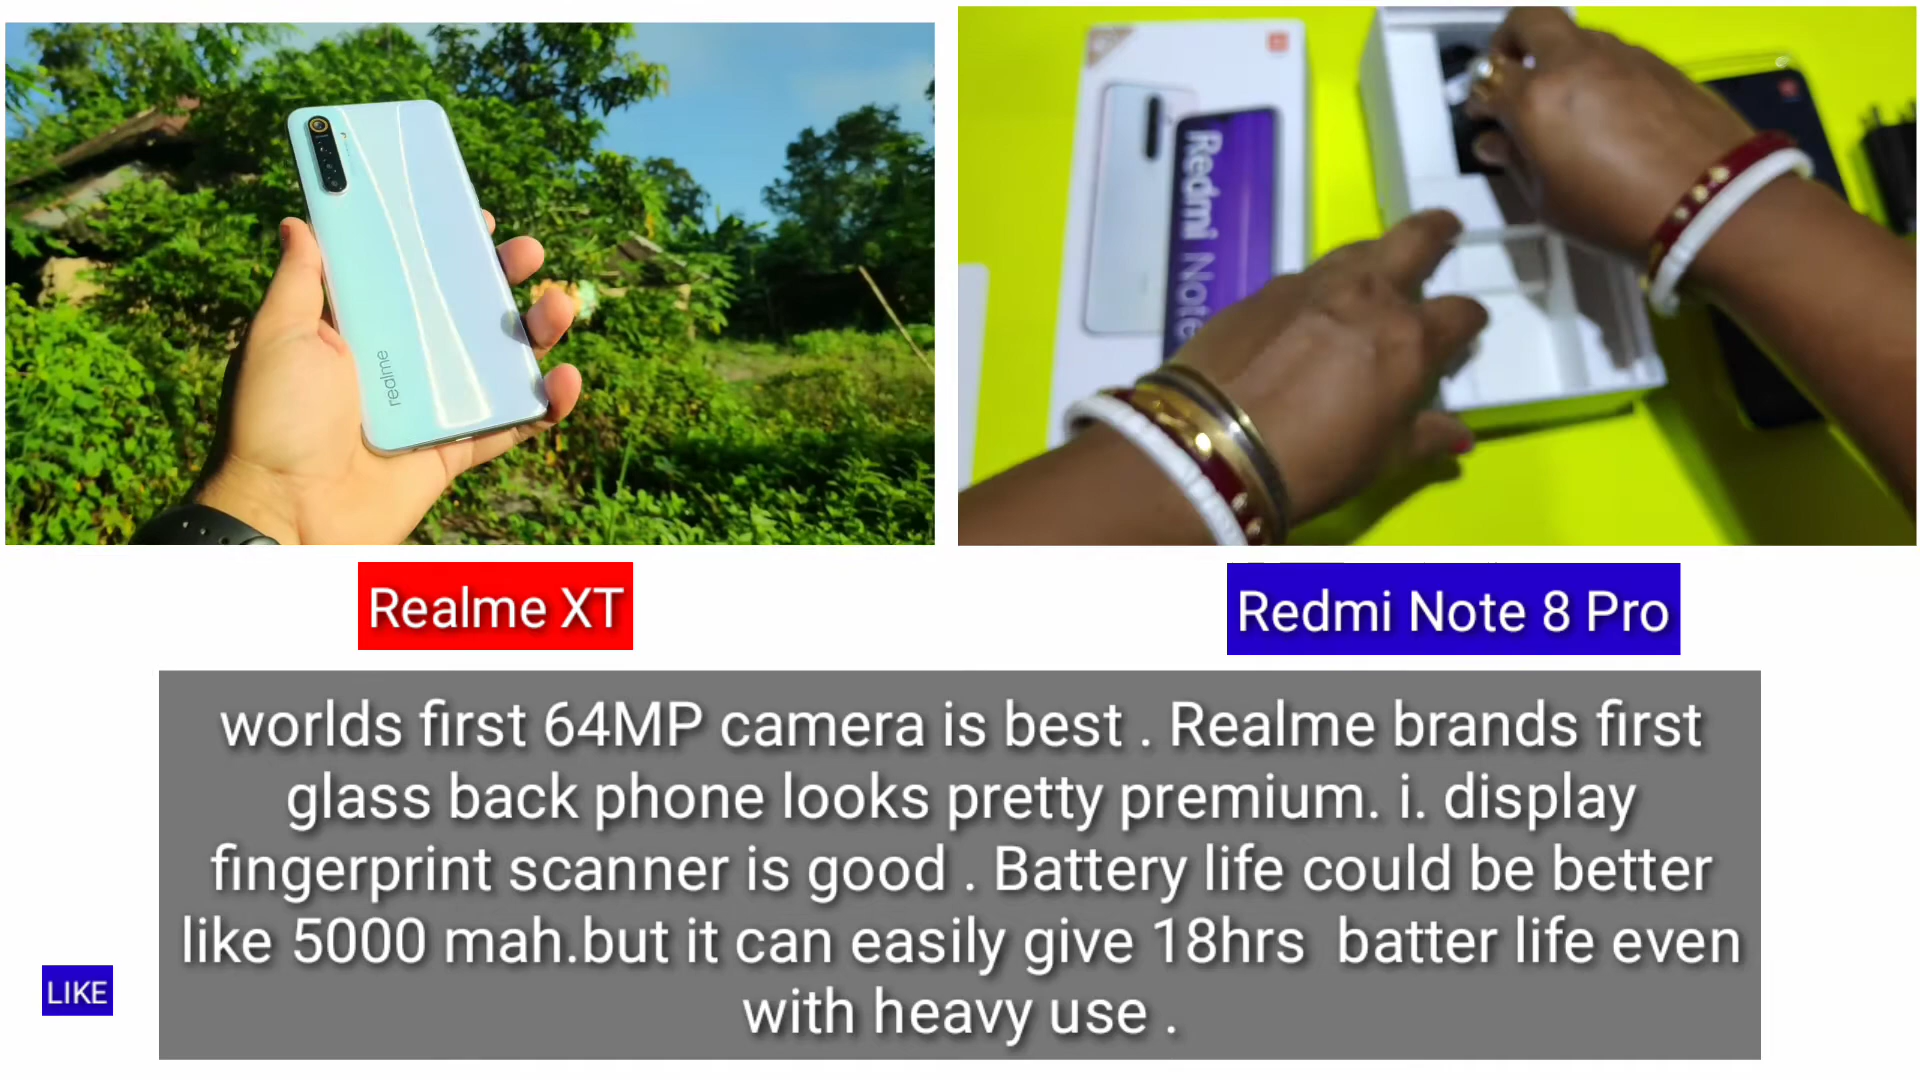 realme
Redmi Note
Realme XT
Redmi Note 8 Pro
worlds first 64MP camera is best . Realme brands first
glass back phone looks pretty premium. i. display
fingerprint scanner is good . Battery life could be better
like 5000 mah.but it can easily give 18hrs  batter life even
with heavy use .
LIKE